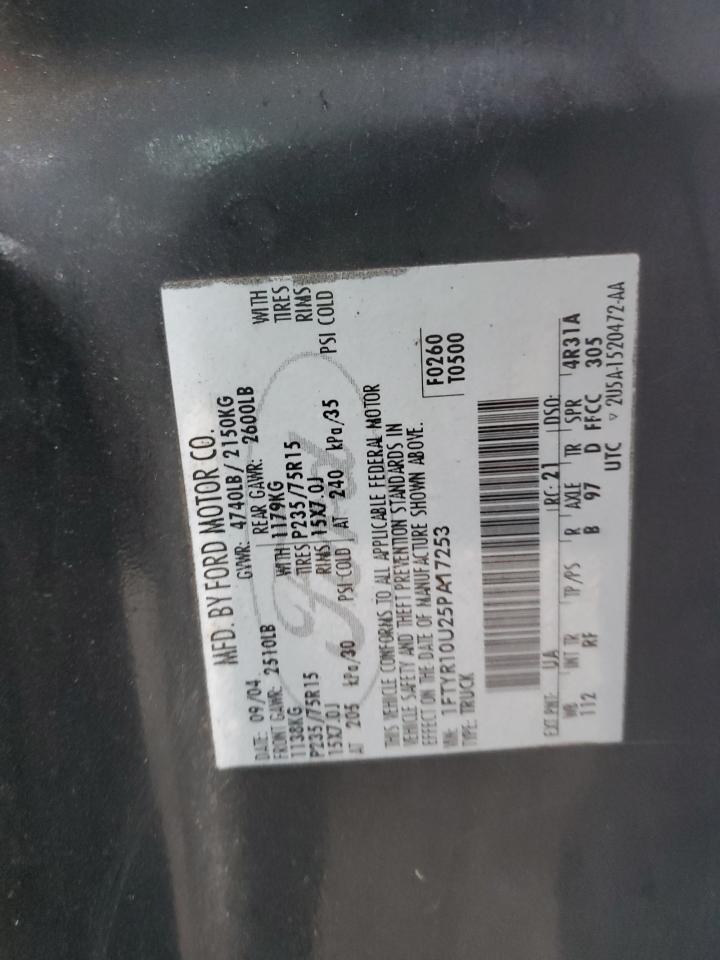 MFD. BY FORD MOTOR CO.
DATE: 09/04 GVWR: 4740LB/2150KG
FRONT GAWR: 2510LB REAR GAWR: 2600LB
1138KG WITH 1179KG WITH
P235/75R15 TIRES P235/75R15 TIRES
15X7.0J RIMS 15X7.0J RIMS
AT 205 kPa/30 PSI COLD AT 240 kPa/35 PSI COLD
THIS VEHICLE CONFORMS TO ALL APPLICABLE FEDERAL MOTOR
VEHICLE SAFETY AND THEFT PREVENTION STANDARDS IN
EFFECT ON THE DATE OF MANUFACTURE SHOWN ABOVE.
VIN: 1FTYR10U25PA17253 F0260
TYPE: TRUCK T0500
EXT PNT: UA RC: 21 DSO:
WB INT TR TP/PS R AXLE TR SPR 4R31A
112 RF B 97 D FFCC 305
UTC ▽ 2U5A-1520472-AA